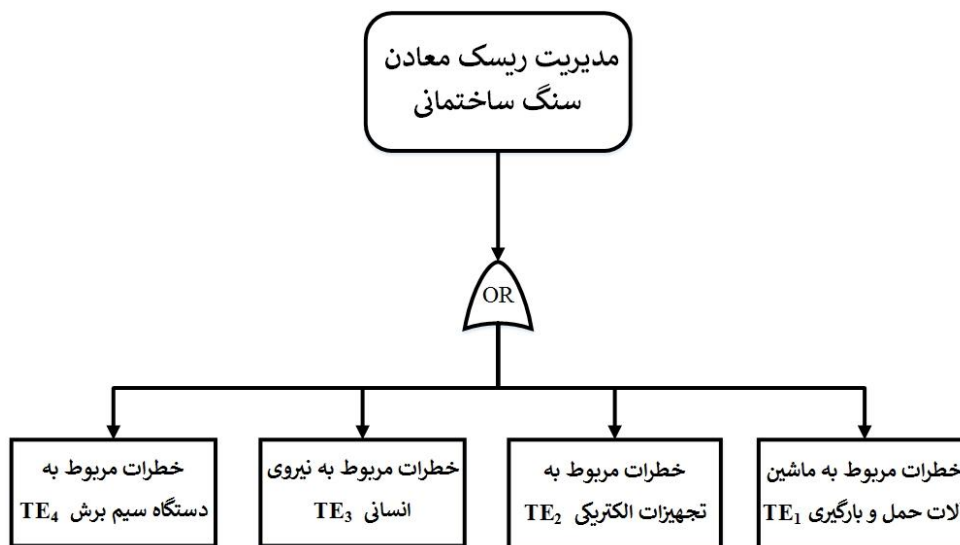 مدیریت ریسک معادن
سنگ ساختمانی
OR
خطرات مربوط به ماشین
آلات حمل و بارگیری TE₁
خطرات مربوط به
تجهیزات الکتریکی TE₂
خطرات مربوط به نیروی
انسانی TE₃
خطرات مربوط به
دستگاه سیم برش TE₄